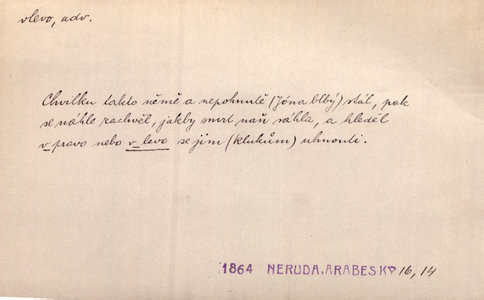 vlevo, adv.
Chvilku takto němě a nepohnutě (Jóna blbý) stál, pak
se náhle zachvěl, jakby smrt naň sáhla, a hleděl
v pravo nebo v levo se jim (klukům) uhnouti.
1864 NERUDA, ARABESKY 16, 14